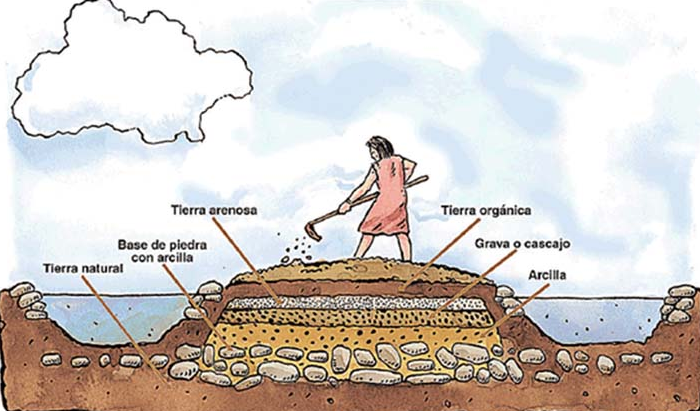 Tierra arenosa
Tierra orgánica
Base de piedra
con arcilla
Grava o cascajo
Tierra natural
Arcilla